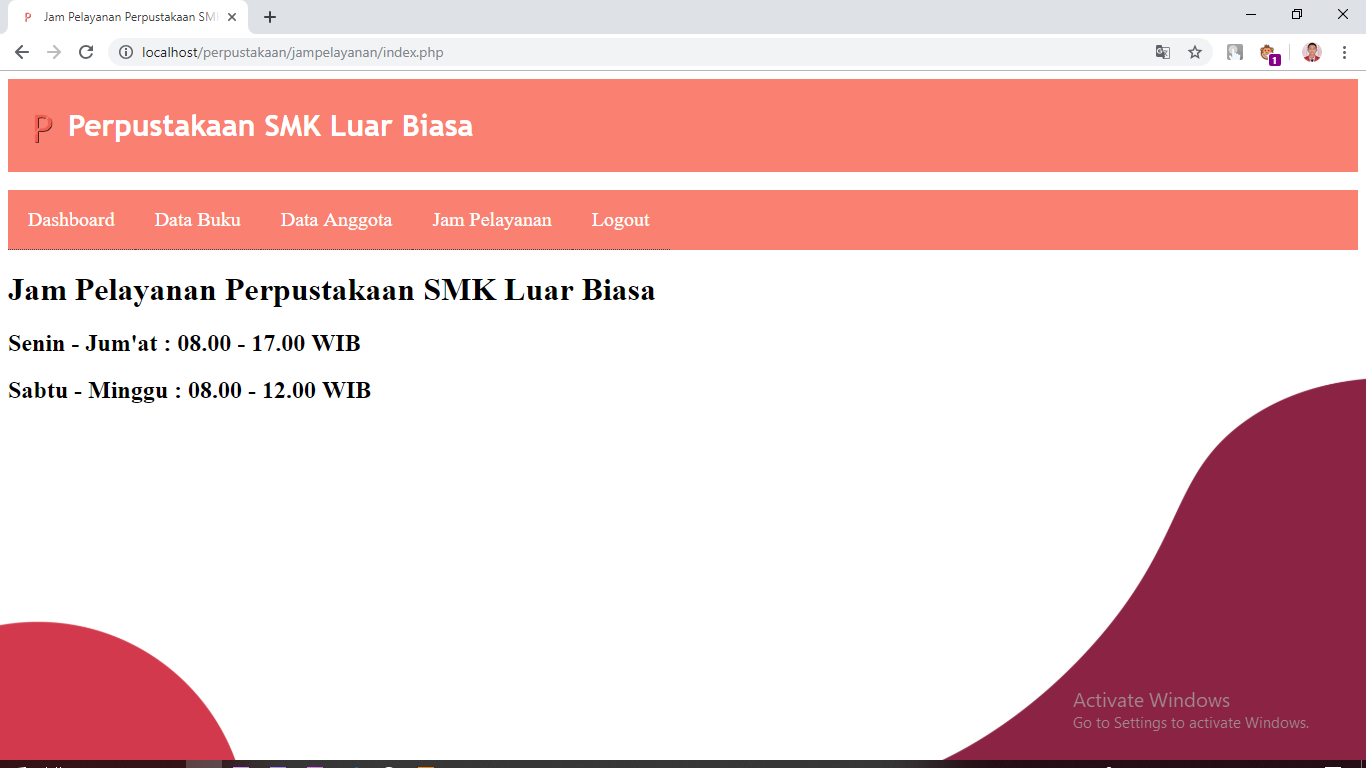 Jam Pelayanan Perpustakaan SM
localhost/perpustakaan/jampelayanan/index.php
1
P Perpustakaan SMK Luar Biasa
Dashboard Data Buku Data Anggota Jam Pelayanan Logout
Jam Pelayanan Perpustakaan SMK Luar Biasa
Senin - Jum'at : 08.00 - 17.00 WIB
Sabtu - Minggu : 08.00 - 12.00 WIB
Activate Windows
Go to Settings to activate Windows.